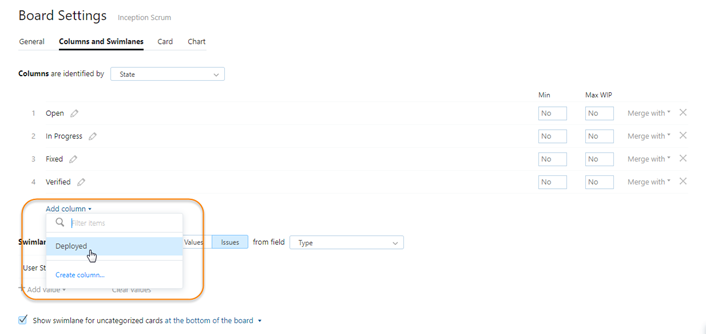 Board Settings Inception Scrum
General Columns and Swimlanes Card Chart
Columns are identified by State
Min Max WIP
1 Open No No Merge with
2 In Progress No No Merge with
3 Fixed No No Merge with
4 Verified No No Merge with
Add column
Filter items
Deployed Values Issues from field Type
User St
Create column...
Add value Clear values
Show swimlane for uncategorized cards at the bottom of the board